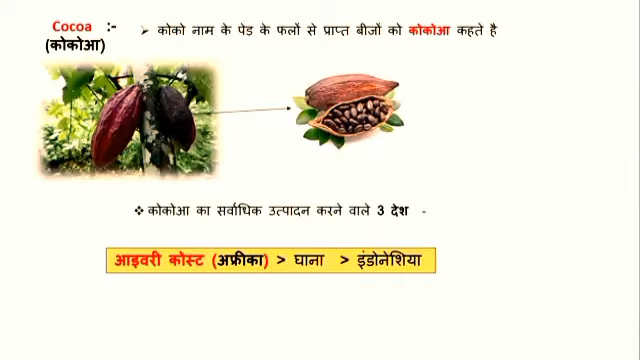 Cocoa :- ➢ कोको नाम के पेड़ के फलों से प्राप्त बीजों को कोकोआ कहते है
(कोकोआ)
❖ कोकोआ का सर्वाधिक उत्पादन करने वाले 3 देश -
आइवरी कोस्ट (अफ्रीका) > घाना > इंडोनेशिया